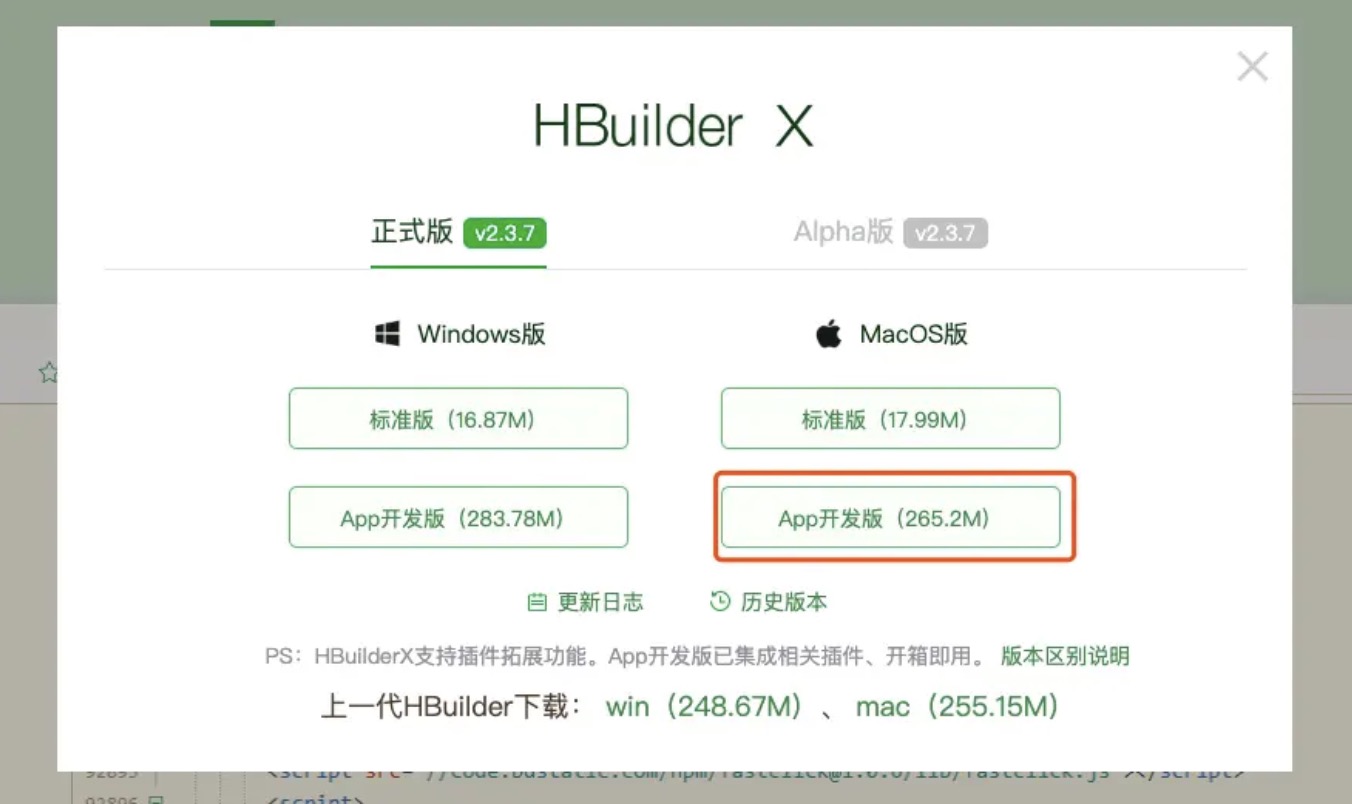 HBuilder X
正式版 v2.3.7 Alpha版 v2.3.7
Windows版 MacOS版
标准版（16.87M） 标准版（17.99M）
App开发版（283.78M） App开发版（265.2M）
更新日志 历史版本
PS：HBuilderX支持插件拓展功能。App开发版已集成相关插件、开箱即用。 版本区别说明
上一代HBuilder下载： win（248.67M） 、 mac（255.15M）
92896 <script>